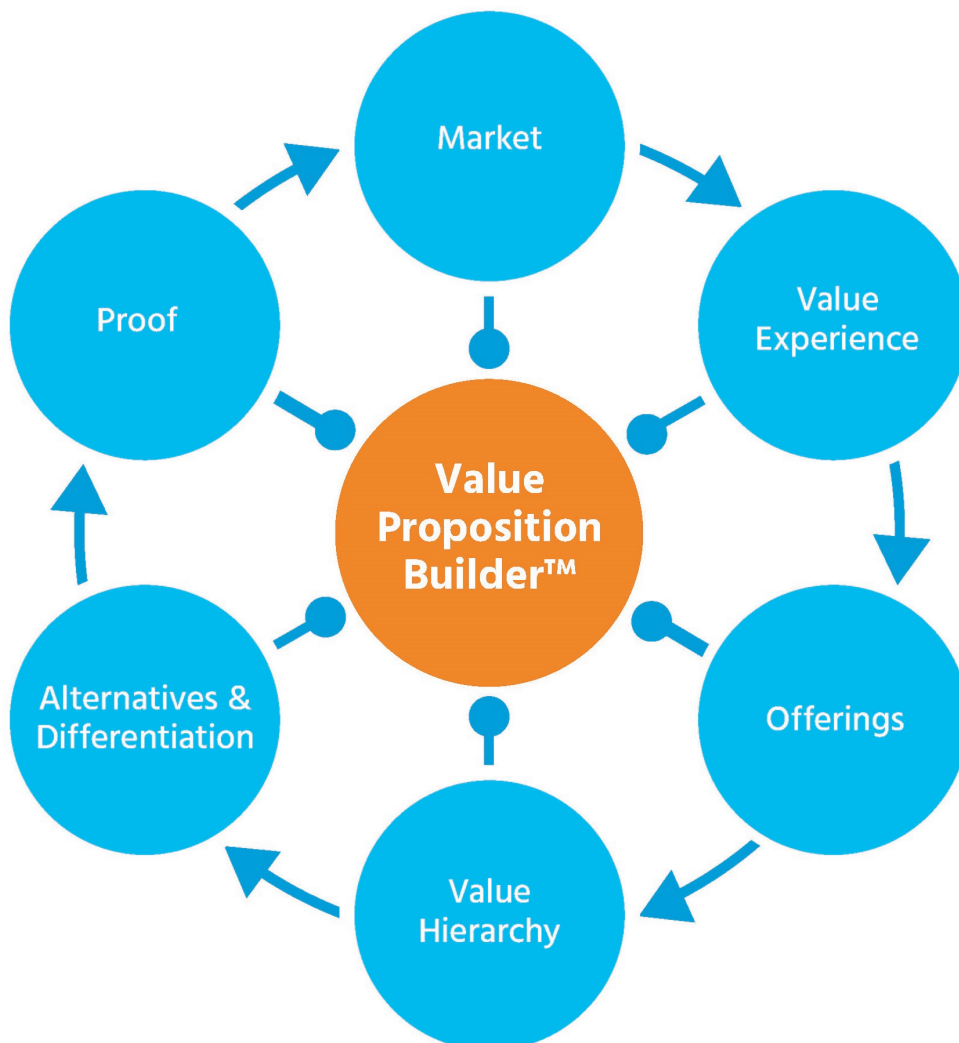 Market
Value
Experience
Offerings
Value
Hierarchy
Alternatives &
Differentiation
Proof
Value
Proposition
Builder™